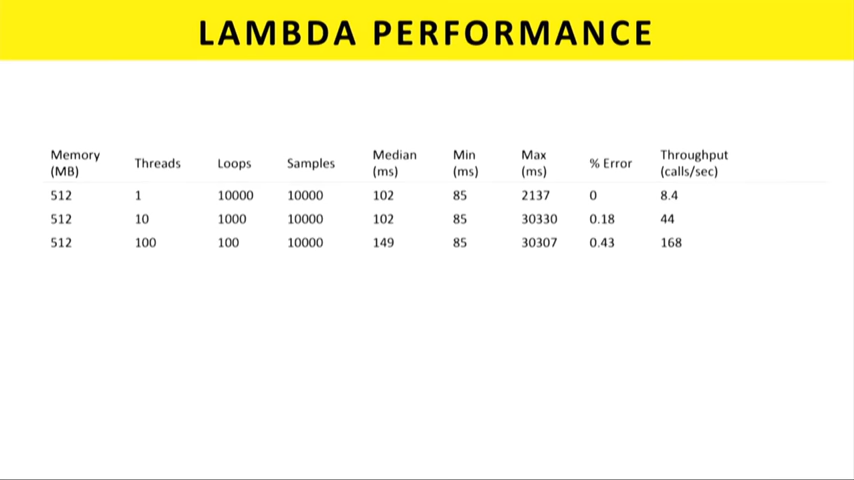 LAMBDA PERFORMANCE
Memory (MB) Threads Loops Samples Median (ms) Min (ms) Max (ms) % Error Throughput (calls/sec)
512 1 10000 10000 102 85 2137 0 8.4
512 10 1000 10000 102 85 30330 0.18 44
512 100 100 10000 149 85 30307 0.43 168